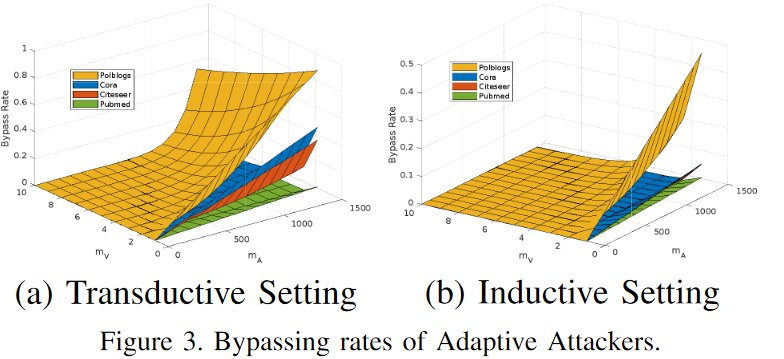 1
0.8
0.6
0.4
0.2
0
Bypass Rate
Polblogs
Cora
Citeseer
Pubmed
10
8
6
4
2
0
m_V
0
500
1000
1500
m_A
0.5
0.4
0.3
0.2
0.1
0
Bypass Rate
Polblogs
Cora
Citeseer
Pubmed
10
8
6
4
2
0
m_V
0
500
1000
1500
m_A
(a) Transductive Setting
(b) Inductive Setting
Figure 3. Bypassing rates of Adaptive Attackers.